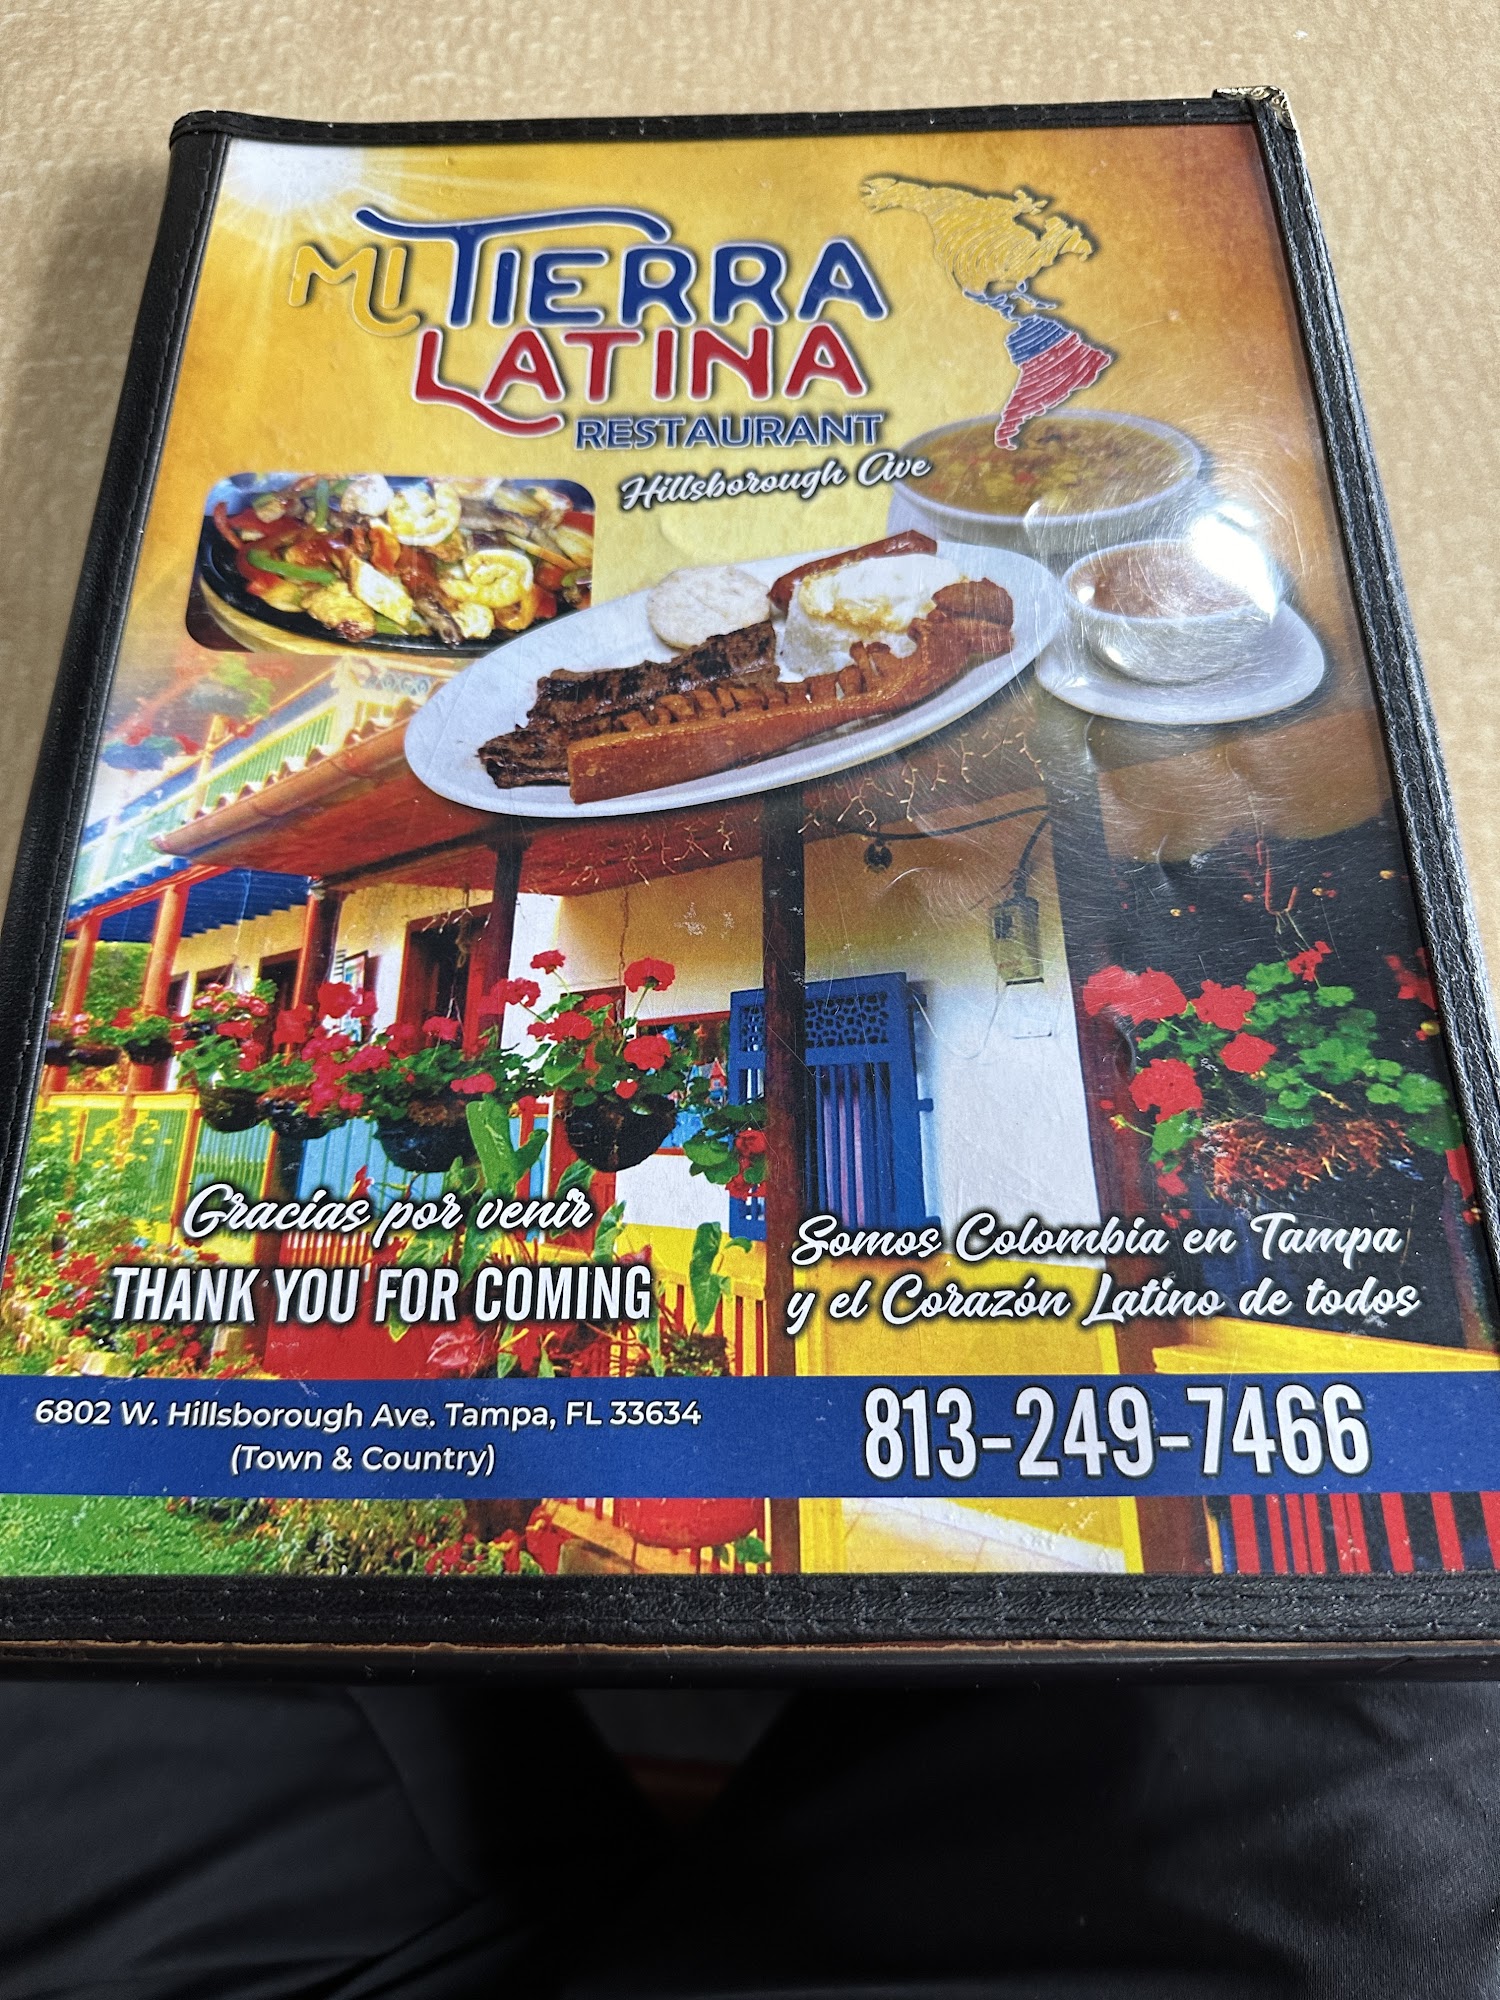 MI TIERRA
LATINA
RESTAURANT
Hillsborough Ave
Gracias por venir
THANK YOU FOR COMING
Somos Colombia en Tampa
y el Corazón Latino de todos
6802 W. Hillsborough Ave. Tampa, FL 33634
(Town & Country)
813-249-7466